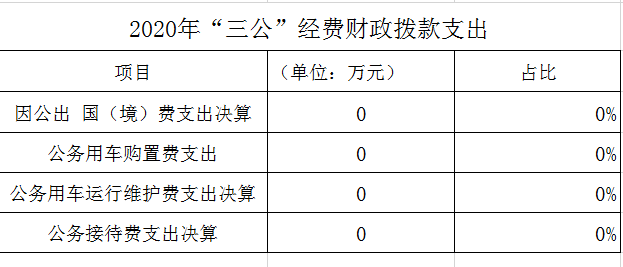 2020年“三公”经费财政拨款支出
项目 （单位：万元） 占比
因公出 国（境）费支出决算 0 0%
公务用车购置费支出 0 0%
公务用车运行维护费支出决算 0 0%
公务接待费支出决算 0 0%